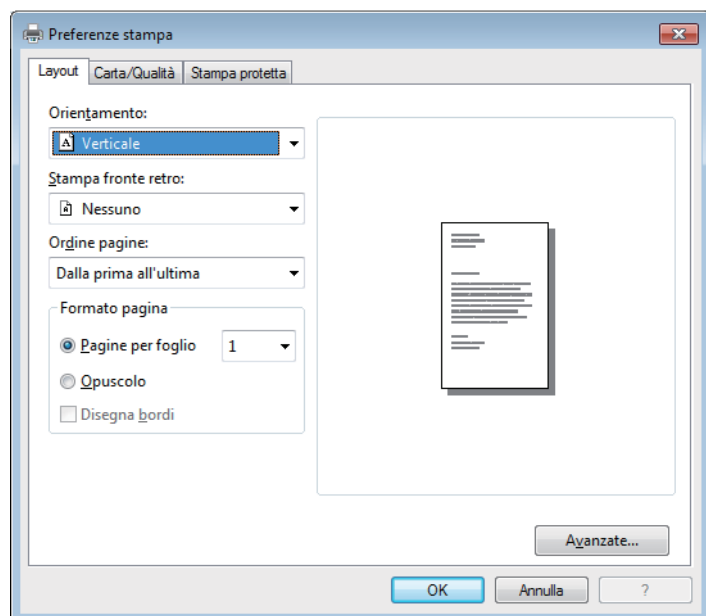 Preferenze stampa
Layout Carta/Qualità Stampa protetta
Orientamento:
A Verticale
Stampa fronte retro:
Nessuno
Ordine pagine:
Dalla prima all'ultima
Formato pagina
Pagine per foglio 1
Opuscolo
Disegna bordi
Avanzate...
OK Annulla ?